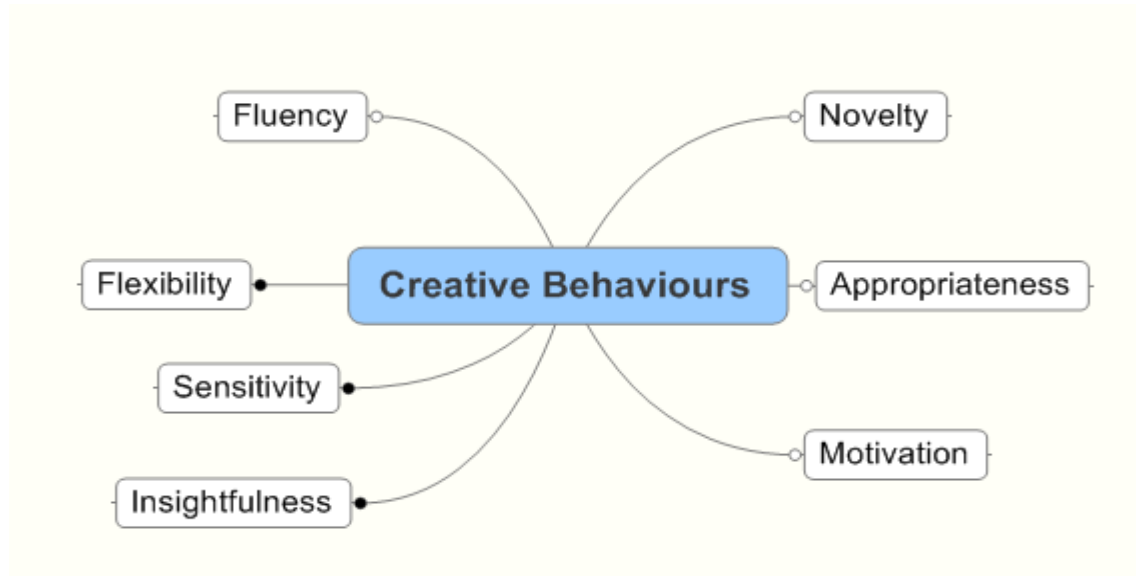 Fluency
Novelty
Flexibility
Creative Behaviours
Appropriateness
Sensitivity
Motivation
Insightfulness